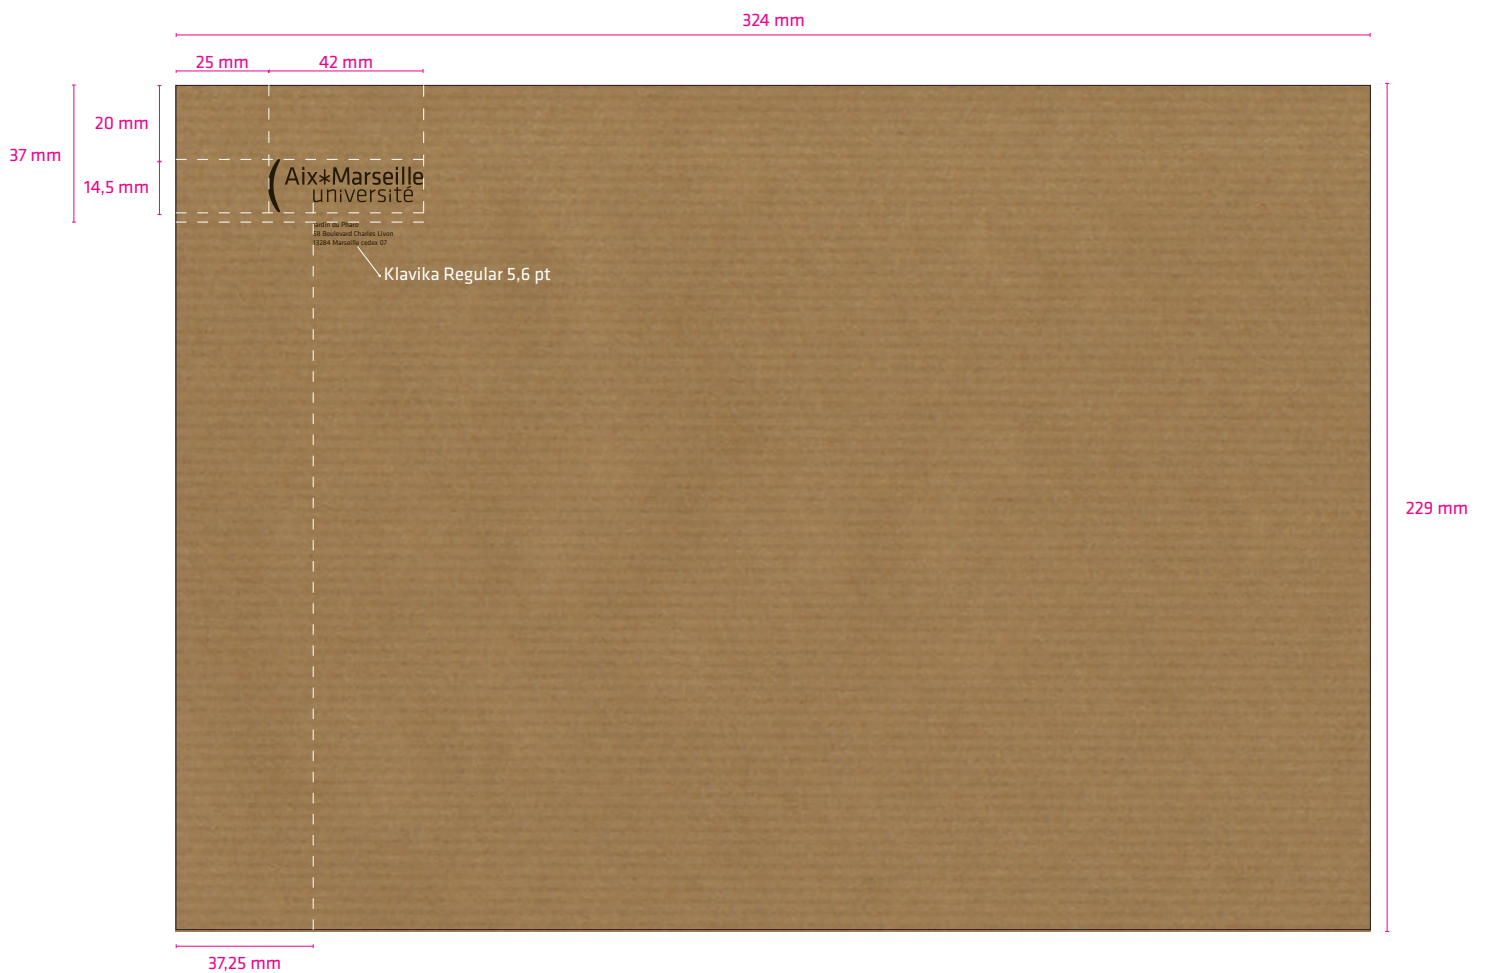 324 mm
25 mm
42 mm
20 mm
37 mm
14,5 mm
Aix*Marseille
université
Jardin du Pharo
58 Boulevard Charles Livon
13284 Marseille cedex 07
Klavika Regular 5,6 pt
229 mm
37,25 mm